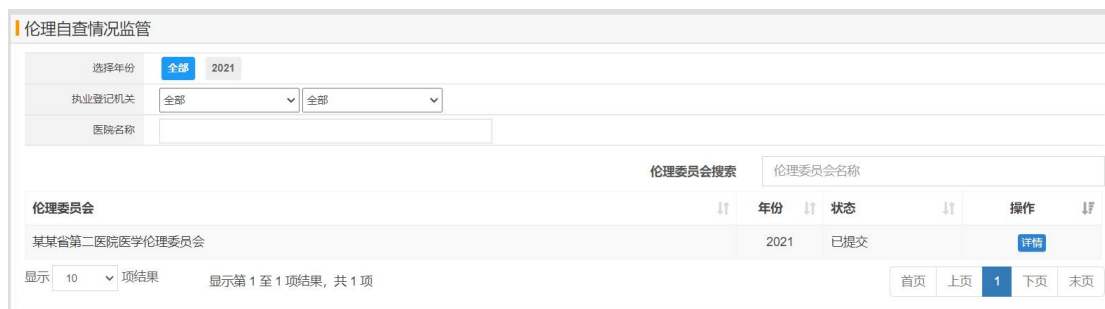 伦理自查情况监管
选择年份 全部 2021
执业登记机关 全部 全部
医院名称
伦理委员会搜索 伦理委员会名称
伦理委员会 年份 状态 操作
某某省第二医院医学伦理委员会 2021 已提交 详情
显示 10 项结果 显示第 1 至 1 项结果，共 1 项 首页 上页 1 下页 末页